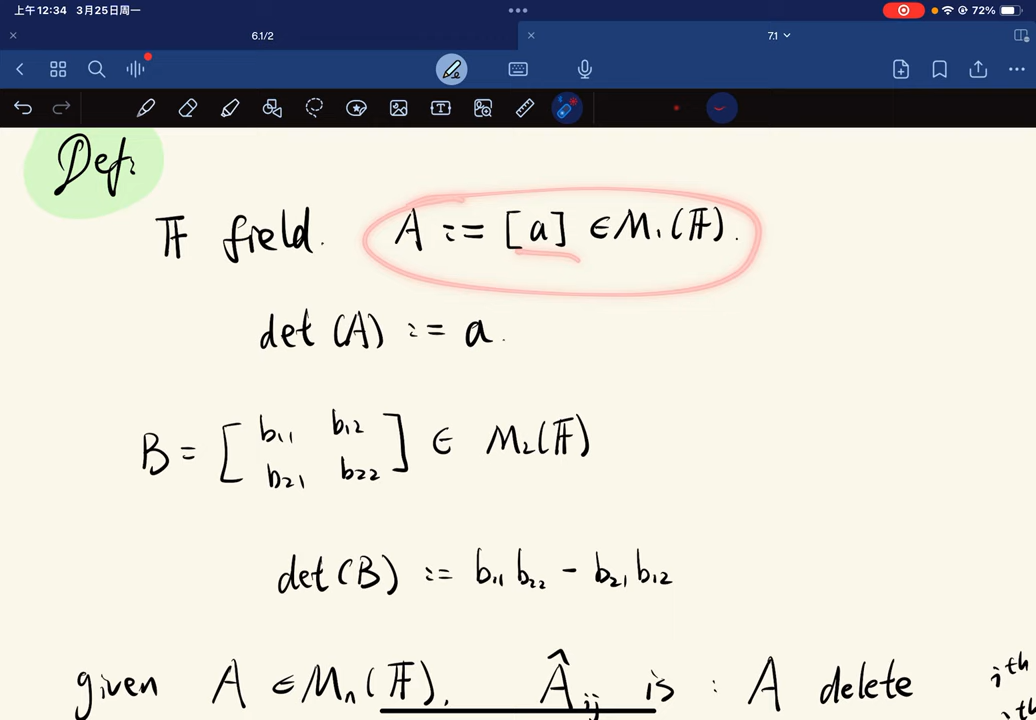 上午12:34 3月25日周一
72%
6.1/2
7.1
Def:
𝔽 field. A := [a] ∈ M₁(𝔽).
det (A) := a.
B = [ b₁₁ b₁₂
b₂₁ b₂₂ ] ∈ M₂(𝔽)
det (B) := b₁₁ b₂₂ - b₂₁ b₁₂
given A ∈ Mₙ(𝔽), Âᵢⱼ is : A delete iᵗʰ